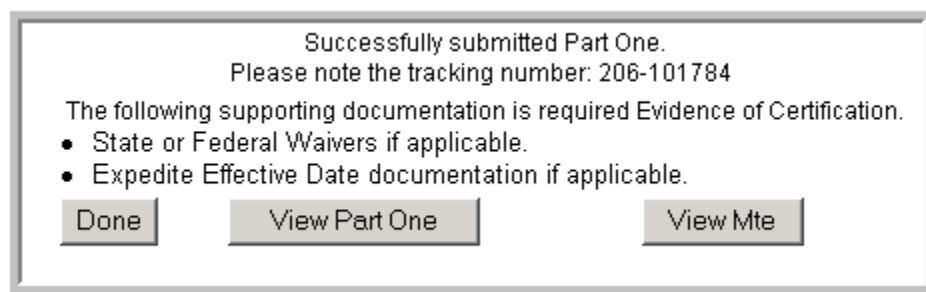 Successfully submitted Part One.
Please note the tracking number: 206-101784
The following supporting documentation is required Evidence of Certification.
• State or Federal Waivers if applicable.
• Expedite Effective Date documentation if applicable.
Done View Part One View Mte